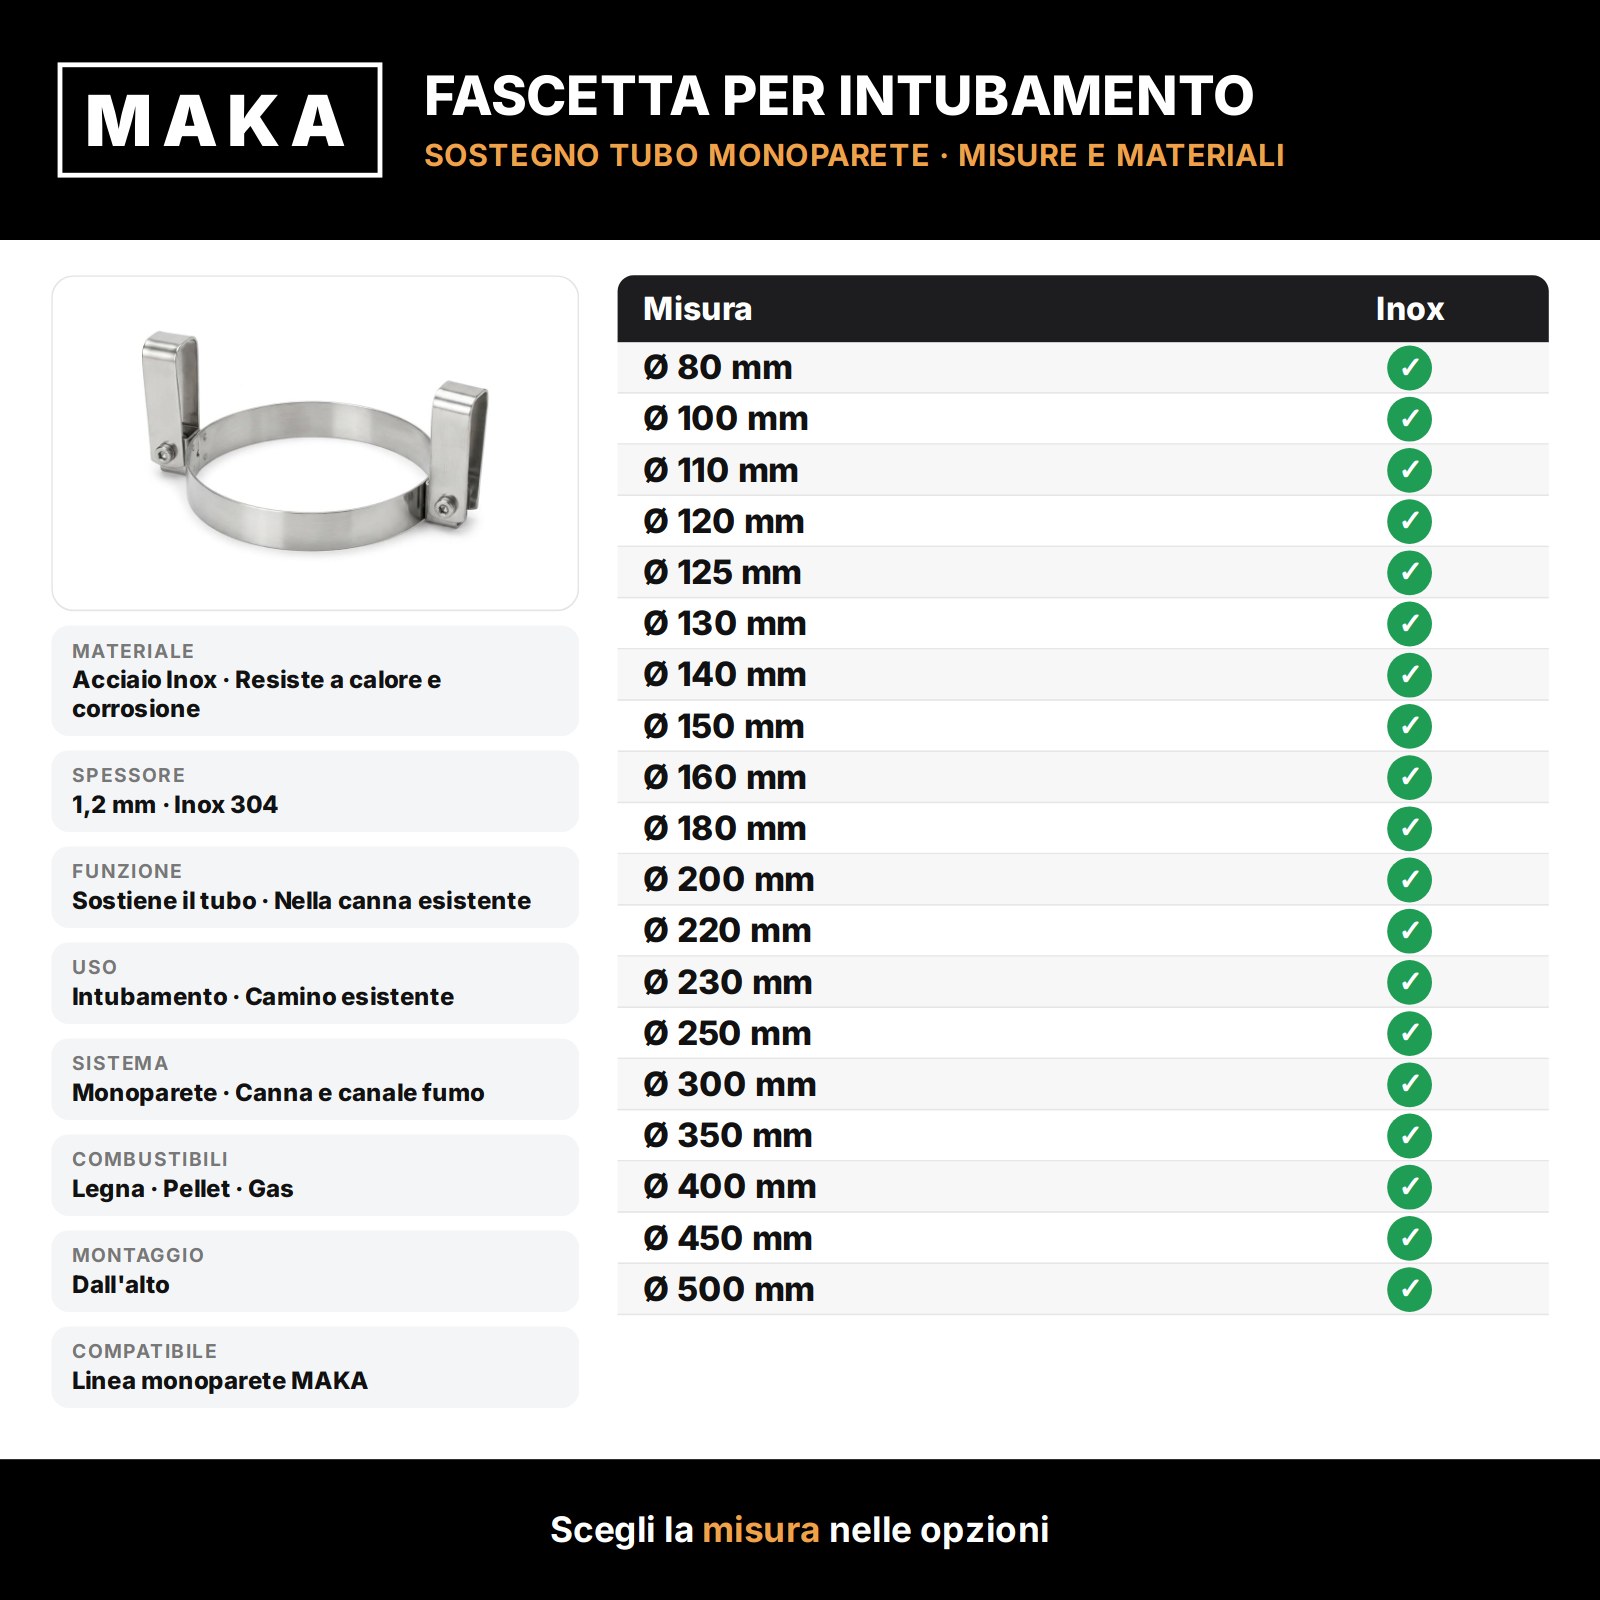 MAKA
FASCETTA PER INTUBAMENTO
SOSTEGNO TUBO MONOPARETE · MISURE E MATERIALI
MATERIALE
Acciaio Inox · Resiste a calore e
corrosione
SPESSORE
1,2 mm · Inox 304
FUNZIONE
Sostiene il tubo · Nella canna esistente
USO
Intubamento · Camino esistente
SISTEMA
Monoparete · Canna e canale fumo
COMBUSTIBILI
Legna · Pellet · Gas
MONTAGGIO
Dall'alto
COMPATIBILE
Linea monoparete MAKA
Misura Inox
Ø 80 mm ✓
Ø 100 mm ✓
Ø 110 mm ✓
Ø 120 mm ✓
Ø 125 mm ✓
Ø 130 mm ✓
Ø 140 mm ✓
Ø 150 mm ✓
Ø 160 mm ✓
Ø 180 mm ✓
Ø 200 mm ✓
Ø 220 mm ✓
Ø 230 mm ✓
Ø 250 mm ✓
Ø 300 mm ✓
Ø 350 mm ✓
Ø 400 mm ✓
Ø 450 mm ✓
Ø 500 mm ✓
Scegli la misura nelle opzioni